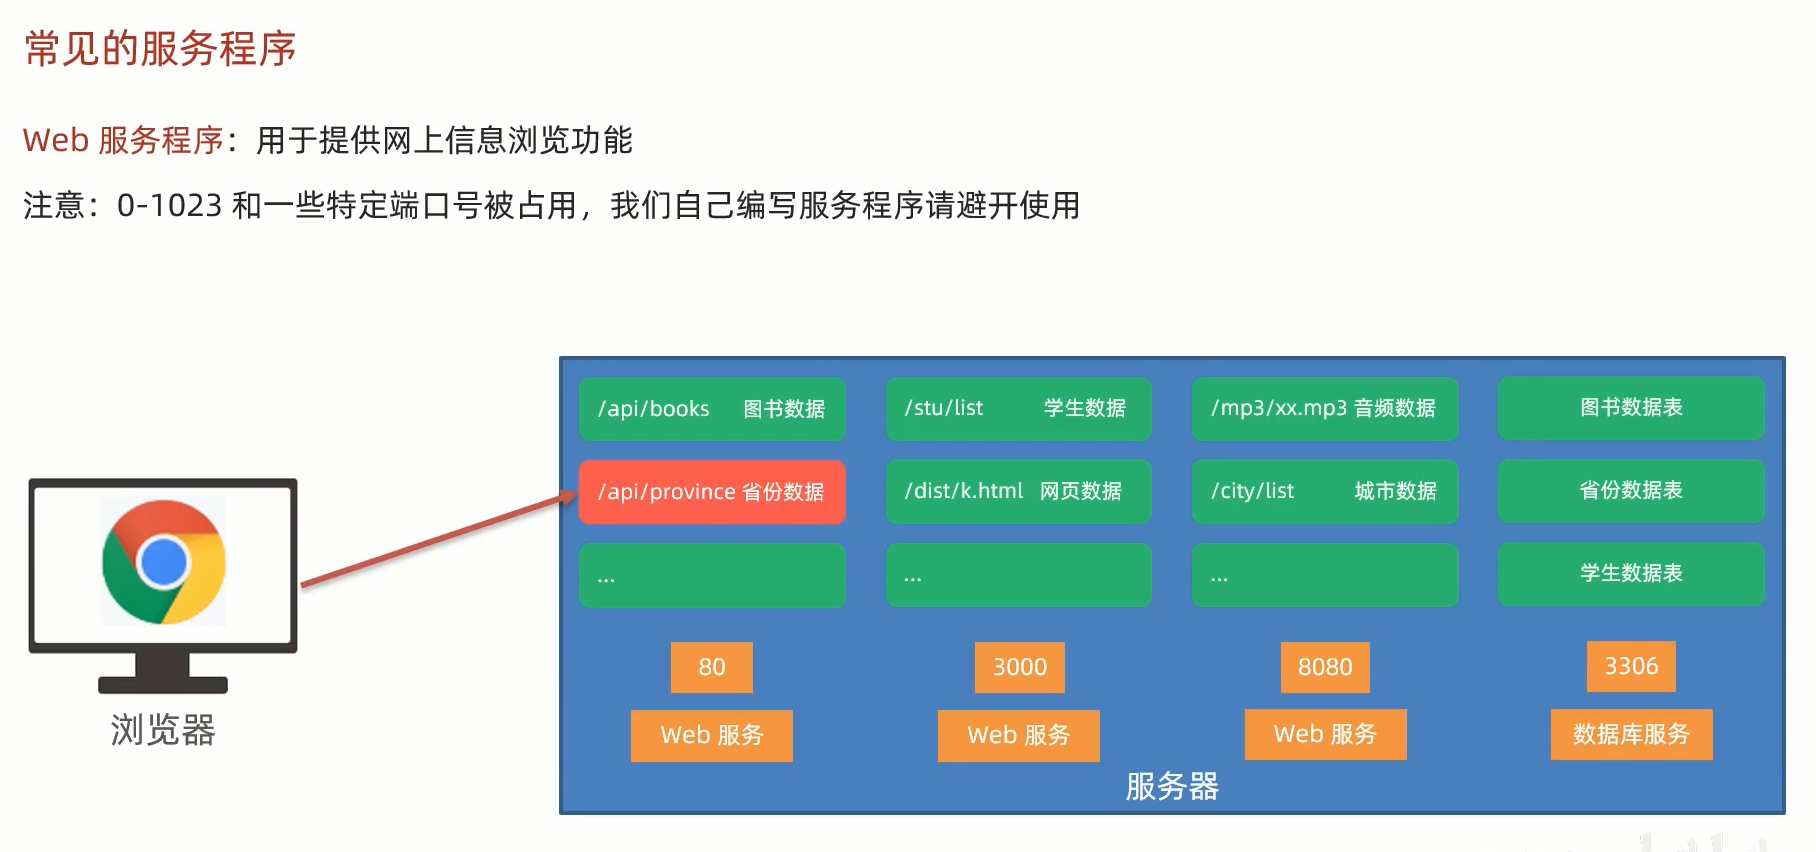 常见的服务程序
Web 服务程序：用于提供网上信息浏览功能
注意：0-1023 和一些特定端口号被占用，我们自己编写服务程序请避开使用
/api/books 图书数据
/stu/list 学生数据
/mp3/xx.mp3 音频数据
图书数据表
/api/province 省份数据
/dist/k.html 网页数据
/city/list 城市数据
省份数据表
...
...
...
学生数据表
80
3000
8080
3306
Web 服务
Web 服务
Web 服务
数据库服务
浏览器
服务器